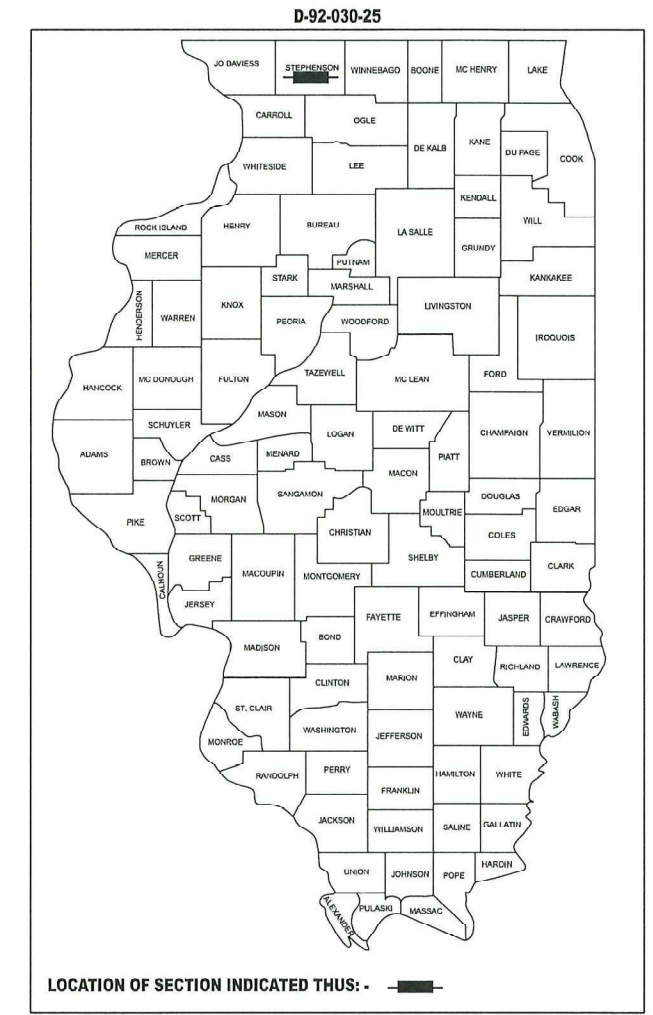 D-92-030-25
JO DAVIESS
STEPHENSON
WINNEBAGO
BOONE
MC HENRY
LAKE
CARROLL
OGLE
DE KALB
KANE
DU PAGE
COOK
WHITESIDE
LEE
KENDALL
WILL
ROCK ISLAND
HENRY
BUREAU
LA SALLE
GRUNDY
MERCER
PUTNAM
STARK
MARSHALL
KANKAKEE
HENDERSON
WARREN
KNOX
PEORIA
WOODFORD
LIVINGSTON
IROQUOIS
HANCOCK
MC DONOUGH
FULTON
TAZEWELL
MC LEAN
FORD
SCHUYLER
MASON
LOGAN
DE WITT
CHAMPAIGN
VERMILION
ADAMS
BROWN
CASS
MENARD
PIATT
MACON
MORGAN
SANGAMON
DOUGLAS
EDGAR
PIKE
SCOTT
CHRISTIAN
MOULTRIE
COLES
GREENE
MACOUPIN
MONTGOMERY
SHELBY
CUMBERLAND
CLARK
CALHOUN
JERSEY
FAYETTE
EFFINGHAM
JASPER
CRAWFORD
MADISON
BOND
CLAY
RICHLAND
LAWRENCE
CLINTON
MARION
ST. CLAIR
WASHINGTON
JEFFERSON
WAYNE
EDWARDS
WABASH
MONROE
RANDOLPH
PERRY
HAMILTON
WHITE
FRANKLIN
JACKSON
WILLIAMSON
SALINE
GALLATIN
UNION
JOHNSON
POPE
HARDIN
ALEXANDER
PULASKI
MASSAC
LOCATION OF SECTION INDICATED THUS: -